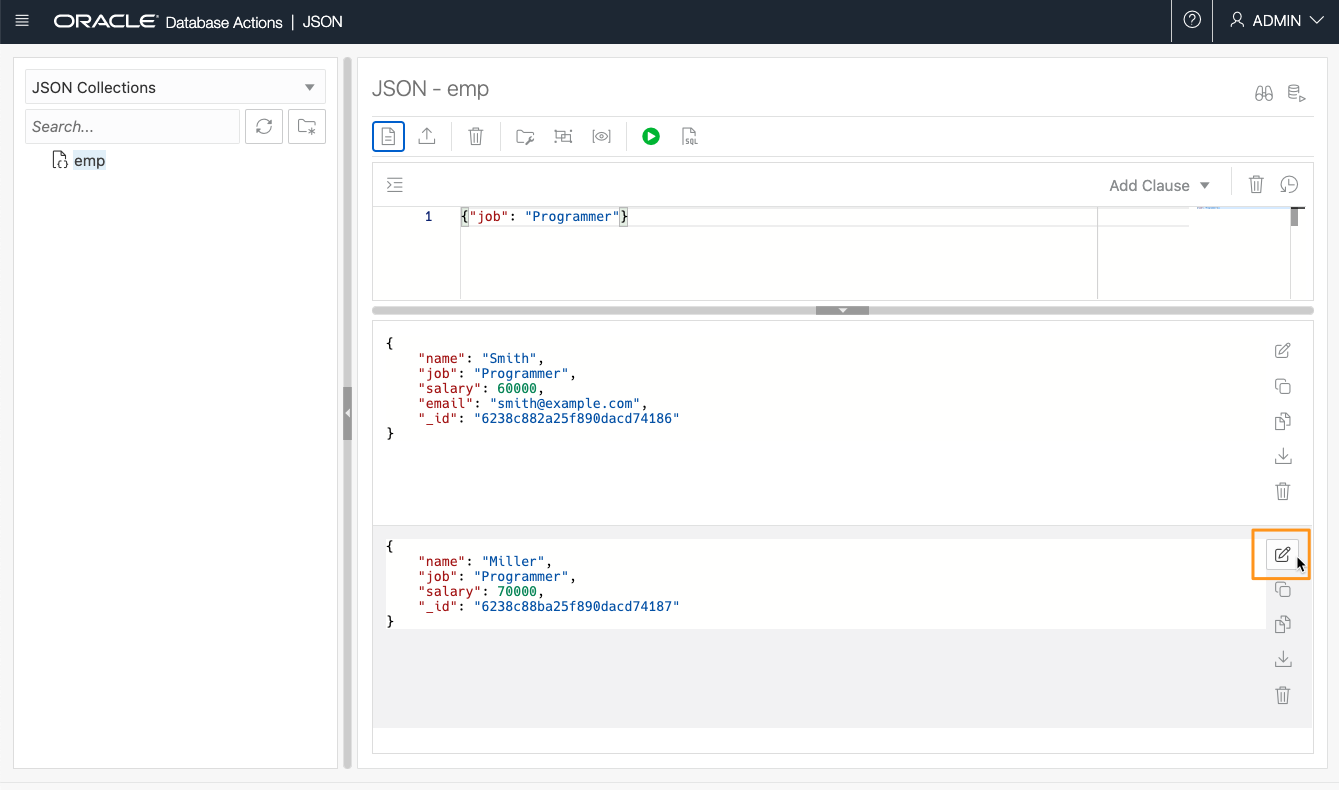 ORACLE Database Actions | JSON
ADMIN
JSON Collections
Search...
emp
JSON - emp
SQL
Add Clause
1 {"job": "Programmer"}
{
"name": "Smith",
"job": "Programmer",
"salary": 60000,
"email": "smith@example.com",
"_id": "6238c882a25f890dacd74186"
}
{
"name": "Miller",
"job": "Programmer",
"salary": 70000,
"_id": "6238c88ba25f890dacd74187"
}